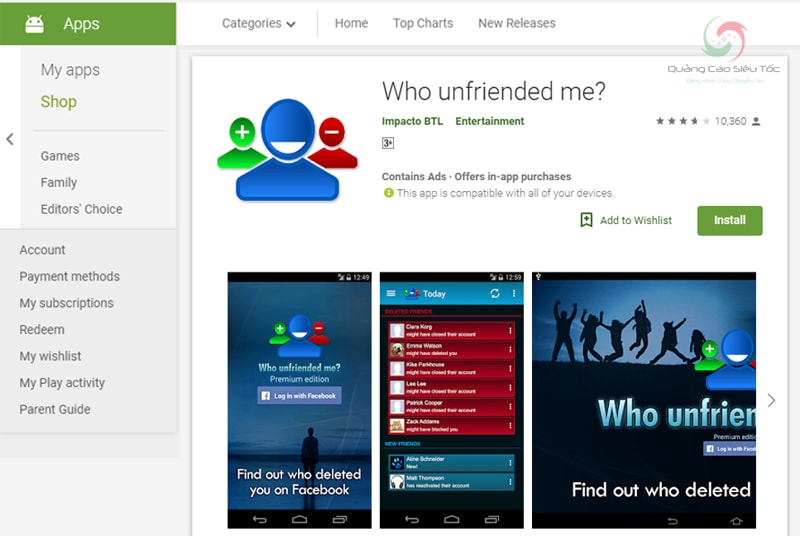 Apps
Categories
Home
Top Charts
New Releases
Quảng Cáo Siêu Tốc
My apps
Shop
Games
Family
Editors' Choice
Account
Payment methods
My subscriptions
Redeem
My wishlist
My Play activity
Parent Guide
Who unfriended me?
Impacto BTL
Entertainment
10,360
3+
Contains Ads · Offers in-app purchases
This app is compatible with all of your devices.
Add to Wishlist
Install
12:49
Who unfriended me?
Premium edition
f Log in with Facebook
Find out who deleted
you on Facebook
12:59
Today
DELETED FRIENDS
Clara Korg
might have closed their account
Emma Watson
might have deleted you
Kike Parkhouse
might have closed their account
Lee Lee
might have closed their account
Patrick Cooper
might have closed their account
Zack Addams
might have blocked you
NEW FRIENDS
Aline Schneider
New!
Matt Thompson
has reactivated their account
Who unfrien
Premium editio
f Log in with Faceboo
Find out who deleted